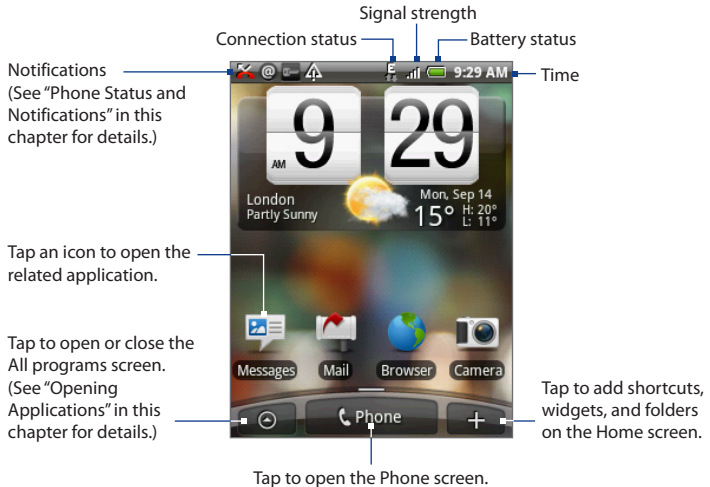 Signal strength
Connection status
Battery status
Notifications
(See “Phone Status and
Notifications” in this
chapter for details.)
9:29 AM
Time
AM
9
29
London
Partly Sunny
Mon, Sep 14
15°
H: 20°
L: 11°
Tap an icon to open the
related application.
Tap to open or close the
All programs screen.
(See “Opening
Applications” in this
chapter for details.)
Messages
Mail
Browser
Camera
Phone
Tap to add shortcuts,
widgets, and folders
on the Home screen.
Tap to open the Phone screen.